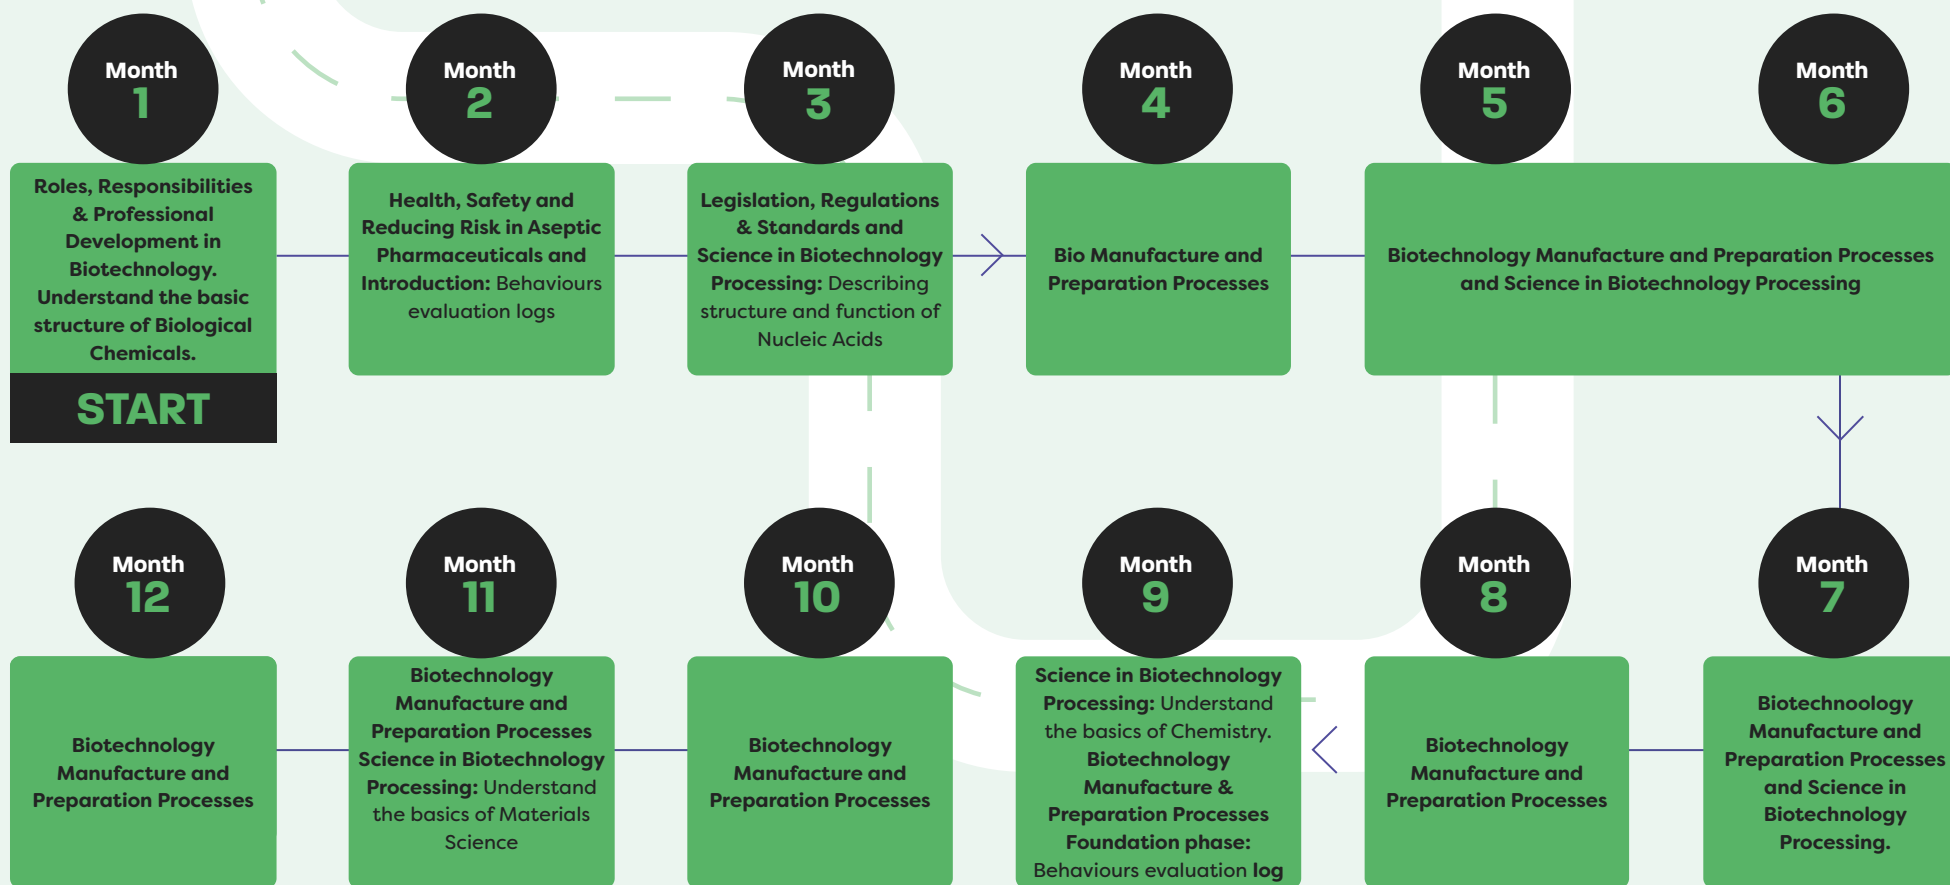 Month
1
Roles, Responsibilities
& Professional
Development in
Biotechnology.
Understand the basic
structure of Biological
Chemicals.
START
Month
2
Health, Safety and
Reducing Risk in Aseptic
Pharmaceuticals and
Introduction: Behaviours
evaluation logs
Month
3
Legislation, Regulations
& Standards and
Science in Biotechnology
Processing: Describing
structure and function of
Nucleic Acids
Month
4
Bio Manufacture and
Preparation Processes
Month
5
Month
6
Biotechnology Manufacture and Preparation Processes
and Science in Biotechnology Processing
Month
7
Biotechnoology
Manufacture and
Preparation Processes
and Science in
Biotechnology
Processing.
Month
8
Biotechnology
Manufacture and
Preparation Processes
Month
9
Science in Biotechnology
Processing: Understand
the basics of Chemistry.
Biotechnology
Manufacture &
Preparation Processes
Foundation phase:
Behaviours evaluation log
Month
10
Biotechnology
Manufacture and
Preparation Processes
Month
11
Biotechnology
Manufacture and
Preparation Processes
Science in Biotechnology
Processing: Understand
the basics of Materials
Science
Month
12
Biotechnology
Manufacture and
Preparation Processes